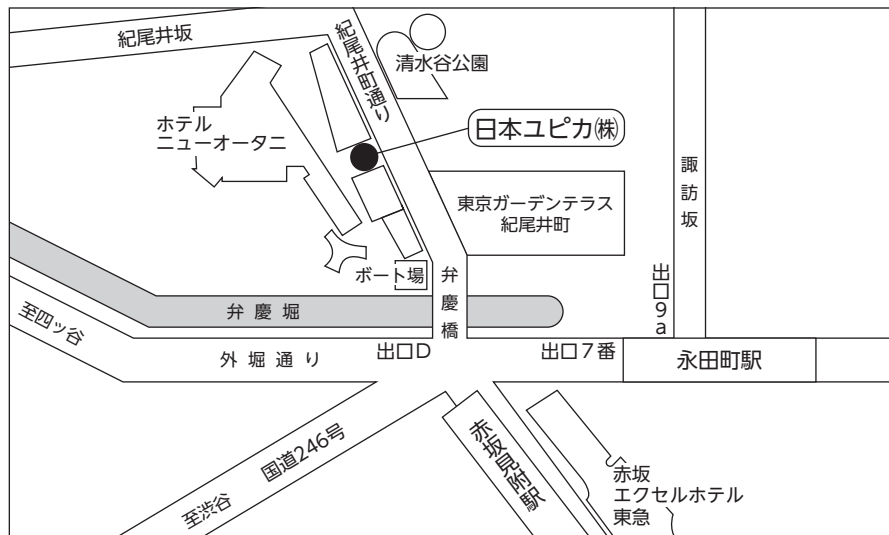 紀尾井坂
紀尾井町通り
清水谷公園
ホテル
ニューオータニ
日本ユピカ㈱
諏訪坂
東京ガーデンテラス
紀尾井町
ボート場
弁慶橋
出口9a
弁慶堀
至四ッ谷
外堀通り
出口D
出口7番
永田町駅
国道246号
至渋谷
赤坂見附駅
赤坂
エクセルホテル
東急